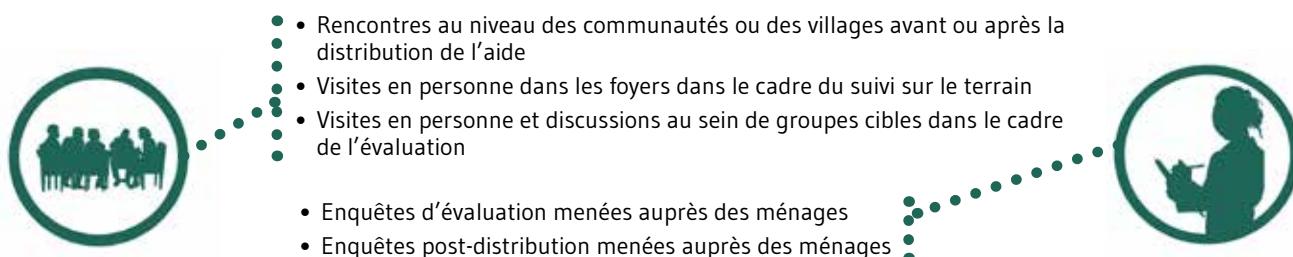 • Rencontres au niveau des communautés ou des villages avant ou après la
distribution de l’aide
• Visites en personne dans les foyers dans le cadre du suivi sur le terrain
• Visites en personne et discussions au sein de groupes cibles dans le cadre
de l’évaluation
• Enquêtes d’évaluation menées auprès des ménages
• Enquêtes post-distribution menées auprès des ménages